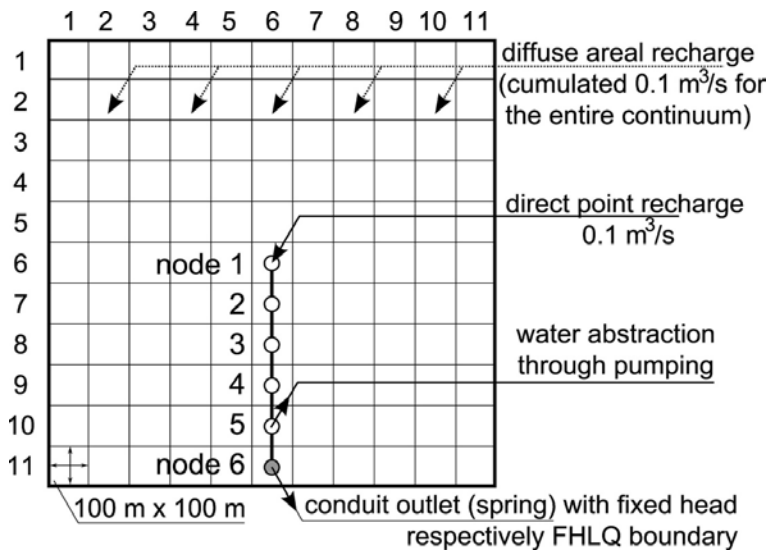 1 2 3 4 5 6 7 8 9 10 11
1
diffuse areal recharge
2
(cumulated 0.1 m³/s for
the entire continuum)
3
4
5
direct point recharge
0.1 m³/s
6
node 1
7
2
8
3
water abstraction
through pumping
9
4
10
5
11
node 6
100 m x 100 m
conduit outlet (spring) with fixed head
respectively FHLQ boundary